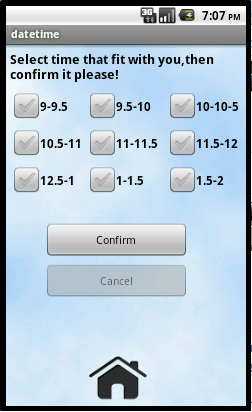 3G 7:07 PM
datetime
Select time that fit with you,then
confirm it please!
9-9.5 9.5-10 10-10-5
10.5-11 11-11.5 11.5-12
12.5-1 1-1.5 1.5-2
Confirm
Cancel